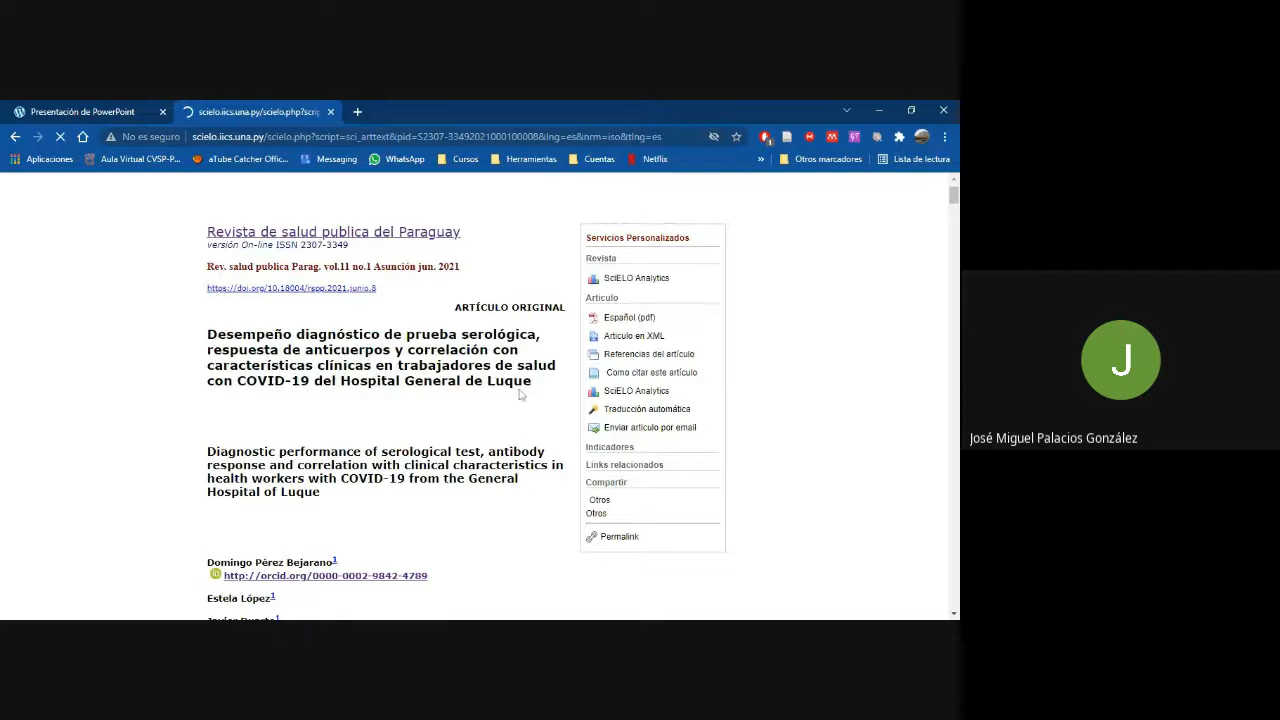 Presentación de PowerPoint
scielo.iics.una.py/scielo.php?scrip
No es seguro
scielo.iics.una.py/scielo.php?script=sci_arttext&pid=S2307-33492021000100008&lng=es&nrm=iso&tlng=es
Aplicaciones
Aula Virtual CVSP-P...
aTube Catcher Offic...
Messaging
WhatsApp
Cursos
Herramientas
Cuentas
Netflix
»
Otros marcadores
Lista de lectura
Revista de salud publica del Paraguay
versión On-line ISSN 2307-3349
Rev. salud publica Parag. vol.11 no.1 Asunción jun. 2021
https://doi.org/10.18004/rspp.2021.junio.8
ARTÍCULO ORIGINAL
Desempeño diagnóstico de prueba serológica,
respuesta de anticuerpos y correlación con
características clínicas en trabajadores de salud
con COVID-19 del Hospital General de Luque
Diagnostic performance of serological test, antibody
response and correlation with clinical characteristics in
health workers with COVID-19 from the General
Hospital of Luque
Domingo Pérez Bejarano1
http://orcid.org/0000-0002-9842-4789
Estela López1
Javier Duarte1
Servicios Personalizados
Revista
SciELO Analytics
Articulo
Español (pdf)
Articulo en XML
Referencias del artículo
Como citar este artículo
SciELO Analytics
Traducción automática
Enviar articulo por email
Indicadores
Links relacionados
Compartir
Otros
Otros
Permalink
J
José Miguel Palacios González